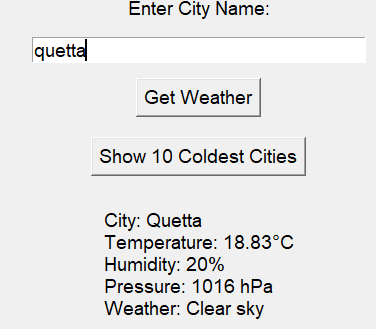 Enter City Name:
quetta
Get Weather
Show 10 Coldest Cities
City: Quetta
Temperature: 18.83°C
Humidity: 20%
Pressure: 1016 hPa
Weather: Clear sky